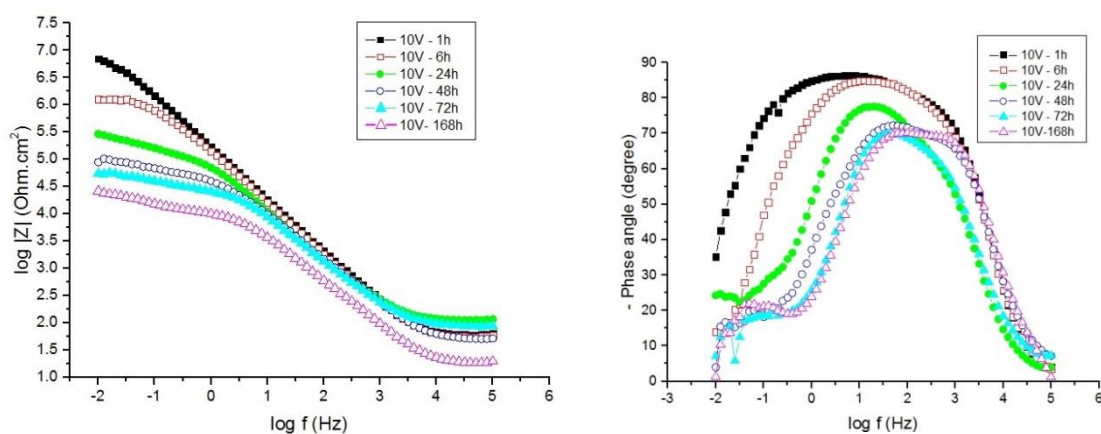 7.5
7.0
6.5
6.0
5.5
5.0
4.5
4.0
3.5
3.0
2.5
2.0
1.5
1.0
log |Z| (Ohm.cm²)
-2 -1 0 1 2 3 4 5 6
log f (Hz)
10V - 1h
10V - 6h
10V - 24h
10V - 48h
10V - 72h
10V- 168h
90
80
70
60
50
40
30
20
10
0
- Phase angle (degree)
-3 -2 -1 0 1 2 3 4 5 6
log f (Hz)
10V - 1h
10V - 6h
10V - 24h
10V - 48h
10V - 72h
10V- 168h